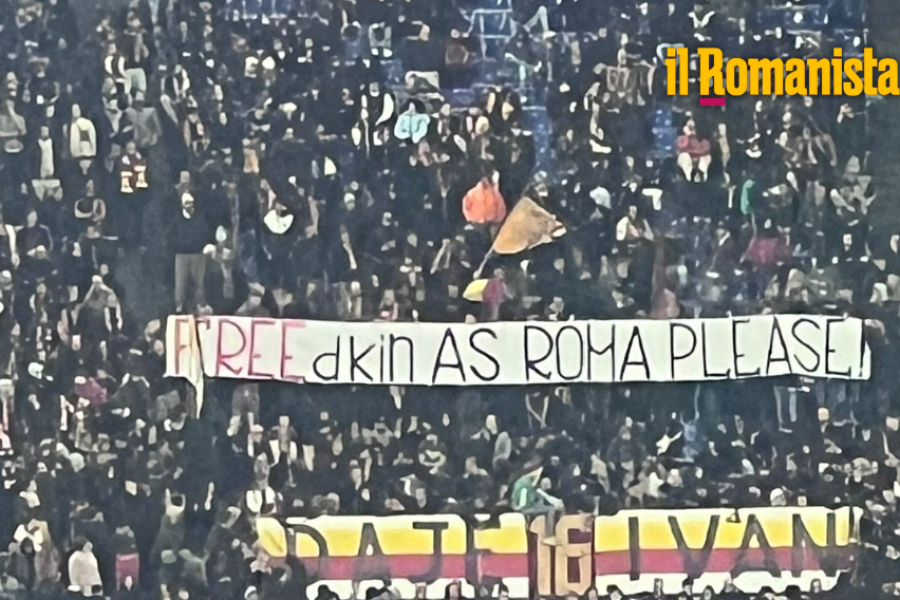 il Romanista
FREEdkin AS ROMA PLEASE!
DAJE 16 IVAN!